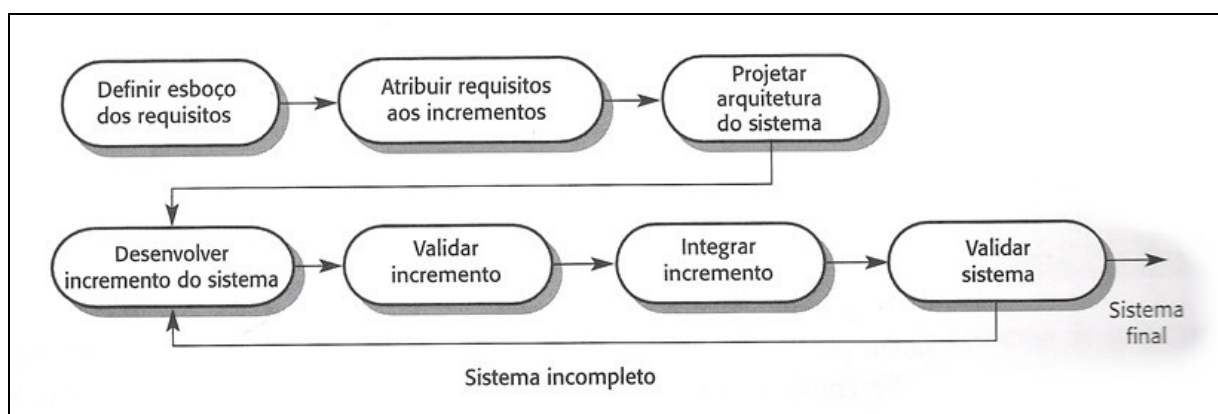 Definir esboço
dos requisitos
Atribuir requisitos
aos incrementos
Projetar
arquitetura
do sistema
Desenvolver
incremento do sistema
Validar
incremento
Integrar
incremento
Validar
sistema
Sistema
final
Sistema incompleto